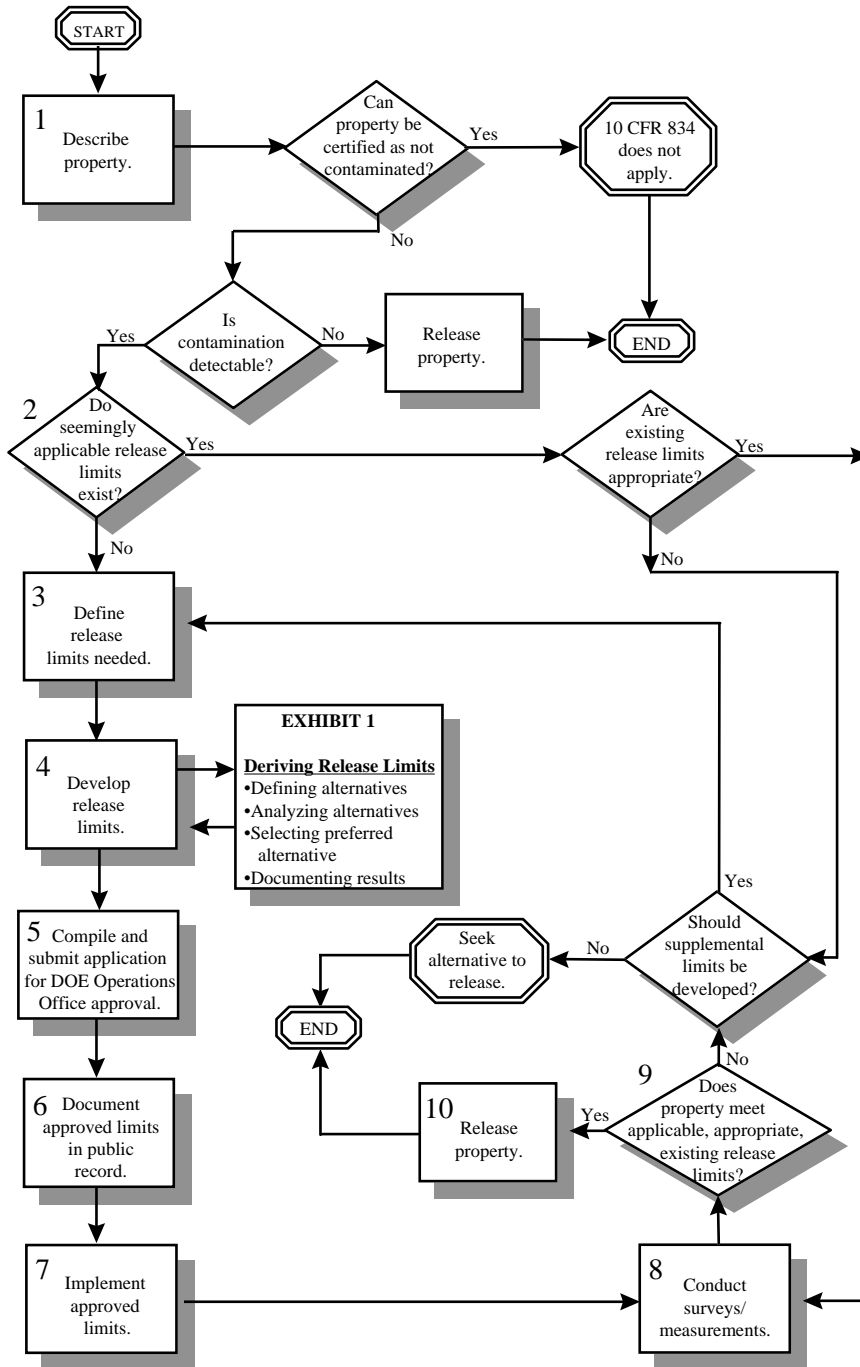 START
1
Describe
property.
Can
property be
certified as not
contaminated?
Yes
10 CFR 834
does not
apply.
No
Is
contamination
detectable?
Yes
No
Release
property.
END
2
Do
seemingly
applicable release
limits
exist?
Yes
Are
existing
release limits
appropriate?
Yes
No
No
3
Define
release
limits needed.
4
Develop
release
limits.
EXHIBIT 1
Deriving Release Limits
•Defining alternatives
•Analyzing alternatives
•Selecting preferred
alternative
•Documenting results
5
Compile and
submit application
for DOE Operations
Office approval.
Yes
Should
supplemental
limits be
developed?
No
Seek
alternative to
release.
END
6
Document
approved limits
in public
record.
No
9
Does
property meet
applicable, appropriate,
existing release
limits?
Yes
10
Release
property.
7
Implement
approved
limits.
8
Conduct
surveys/
measurements.